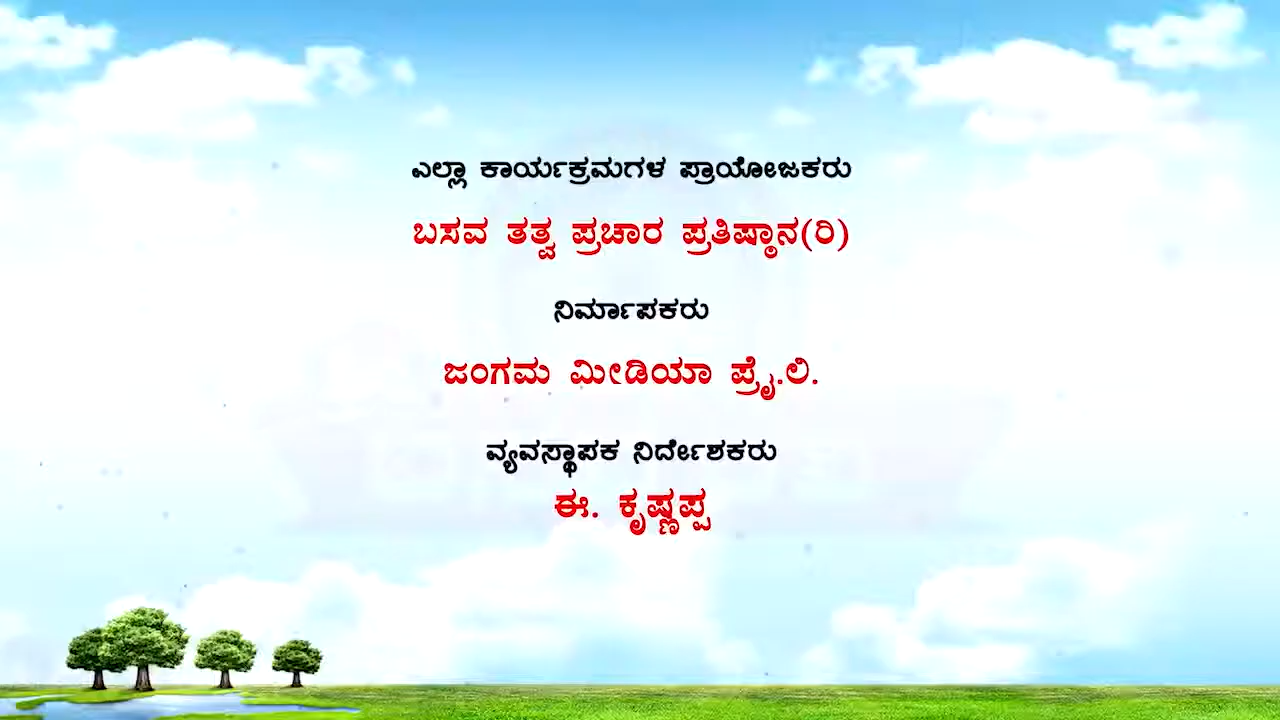 ಎಲ್ಲಾ ಕಾರ್ಯಕ್ರಮಗಳ ಪ್ರಾಯೋಜಕರು
ಬಸವ ತತ್ವ ಪ್ರಚಾರ ಪ್ರತಿಷ್ಠಾನ(ರಿ)
ನಿರ್ಮಾಪಕರು
ಜಂಗಮ ಮೀಡಿಯಾ ಪ್ರೈ.ಲಿ.
ವ್ಯವಸ್ಥಾಪಕ ನಿರ್ದೇಶಕರು
ಈ. ಕೃಷ್ಣಪ್ಪ